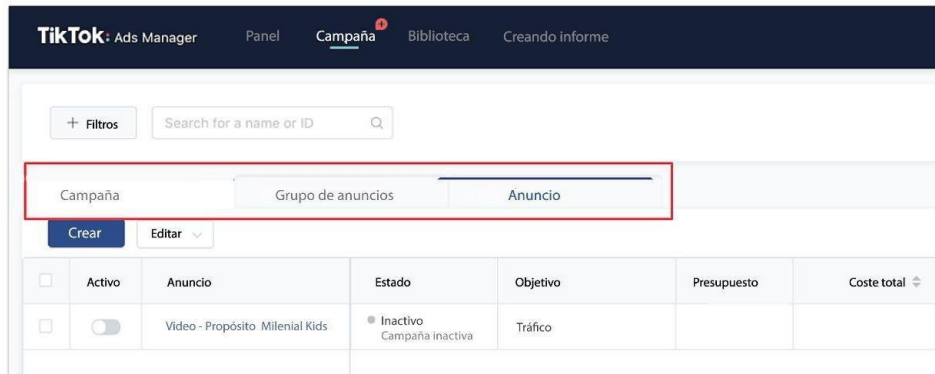 TikTok: Ads Manager Panel Campaña Biblioteca Creando informe
+ Filtros Search for a name or ID
Campaña Grupo de anuncios Anuncio
Crear Editar
Activo Anuncio Estado Objetivo Presupuesto Coste total
Video - Propósito Milenial Kids Inactivo Tráfico
Campaña inactiva